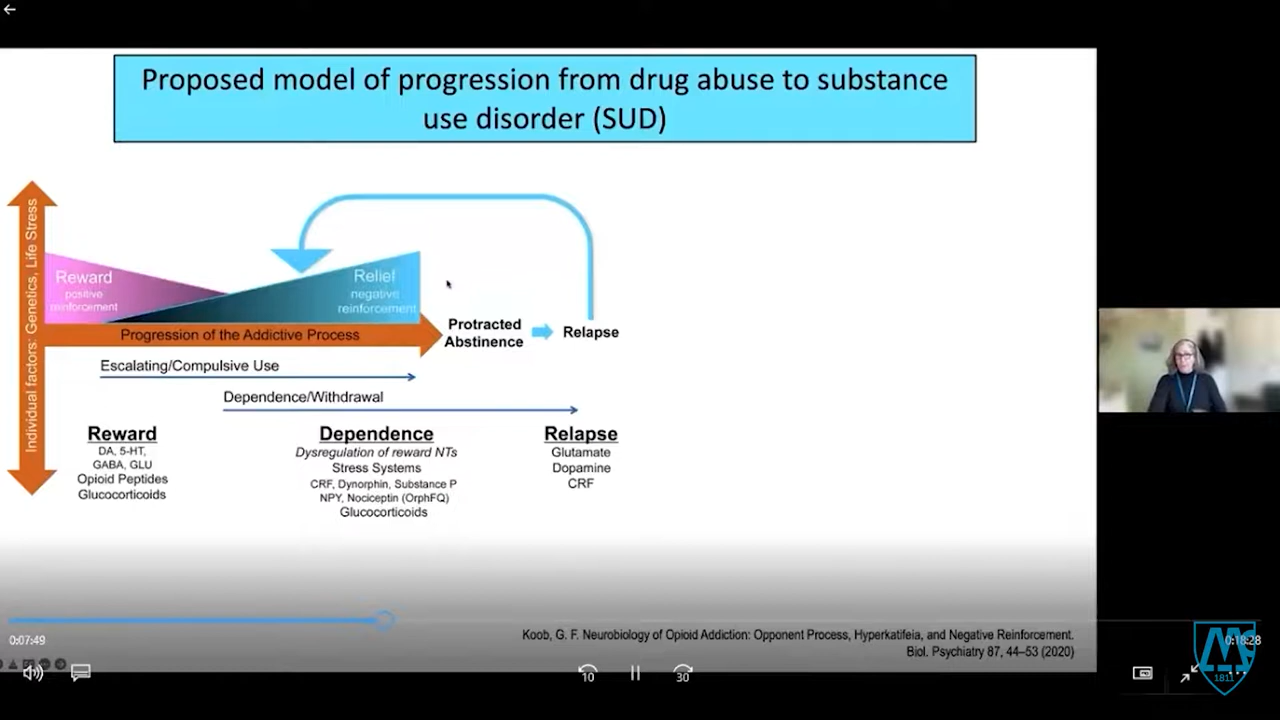 Proposed model of progression from drug abuse to substance
use disorder (SUD)
Individual factors: Genetics, Life Stress
Reward
positive
reinforcement
Relief
negative
reinforcement
Progression of the Addictive Process
Protracted
Abstinence
Relapse
Escalating/Compulsive Use
Dependence/Withdrawal
Reward
DA, 5-HT,
GABA, GLU
Opioid Peptides
Glucocorticoids
Dependence
Dysregulation of reward NTs
Stress Systems
CRF, Dynorphin, Substance P
NPY, Nociceptin (OrphFQ)
Glucocorticoids
Relapse
Glutamate
Dopamine
CRF
Koob, G. F. Neurobiology of Opioid Addiction: Opponent Process, Hyperkatifeia, and Negative Reinforcement.
Biol. Psychiatry 87, 44–53 (2020)
0:07:49
0:18:28
10
30
1811